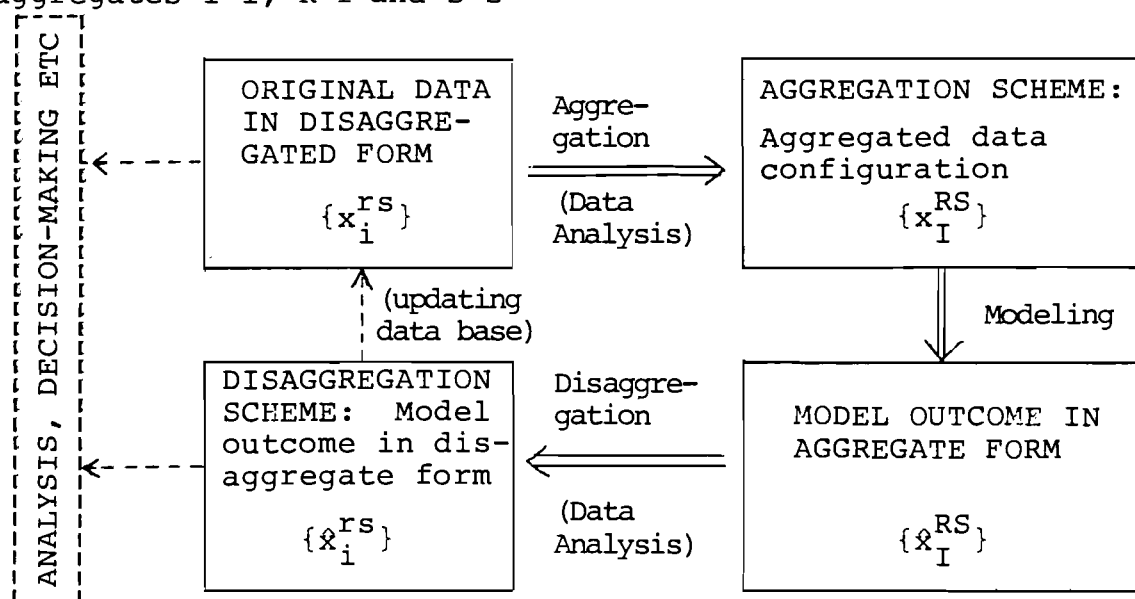 ANALYSIS, DECISION-MAKING ETC
ORIGINAL DATA
IN DISAGGRE-
GATED FORM
{x_i^rs}
Aggre-
gation
(Data
Analysis)
AGGREGATION SCHEME:
Aggregated data
configuration
{x_I^RS}
(updating
data base)
Modeling
DISAGGREGATION
SCHEME: Model
outcome in dis-
aggregate form
{x̂_i^rs}
Disaggre-
gation
(Data
Analysis)
MODEL OUTCOME IN
AGGREGATE FORM
{x̂_I^RS}